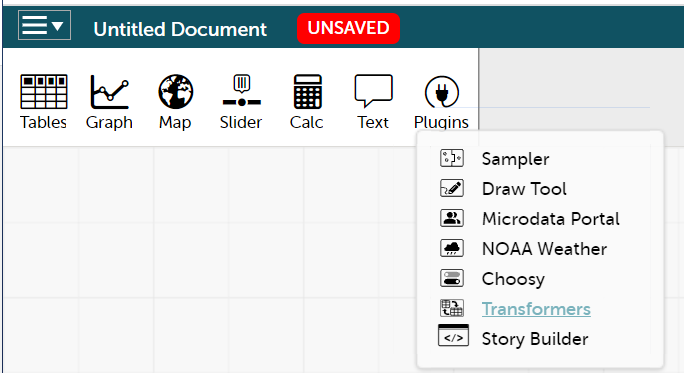 Untitled Document UNSAVED
Tables Graph Map Slider Calc Text Plugins
Sampler
Draw Tool
Microdata Portal
NOAA Weather
Choosy
Transformers
</> Story Builder